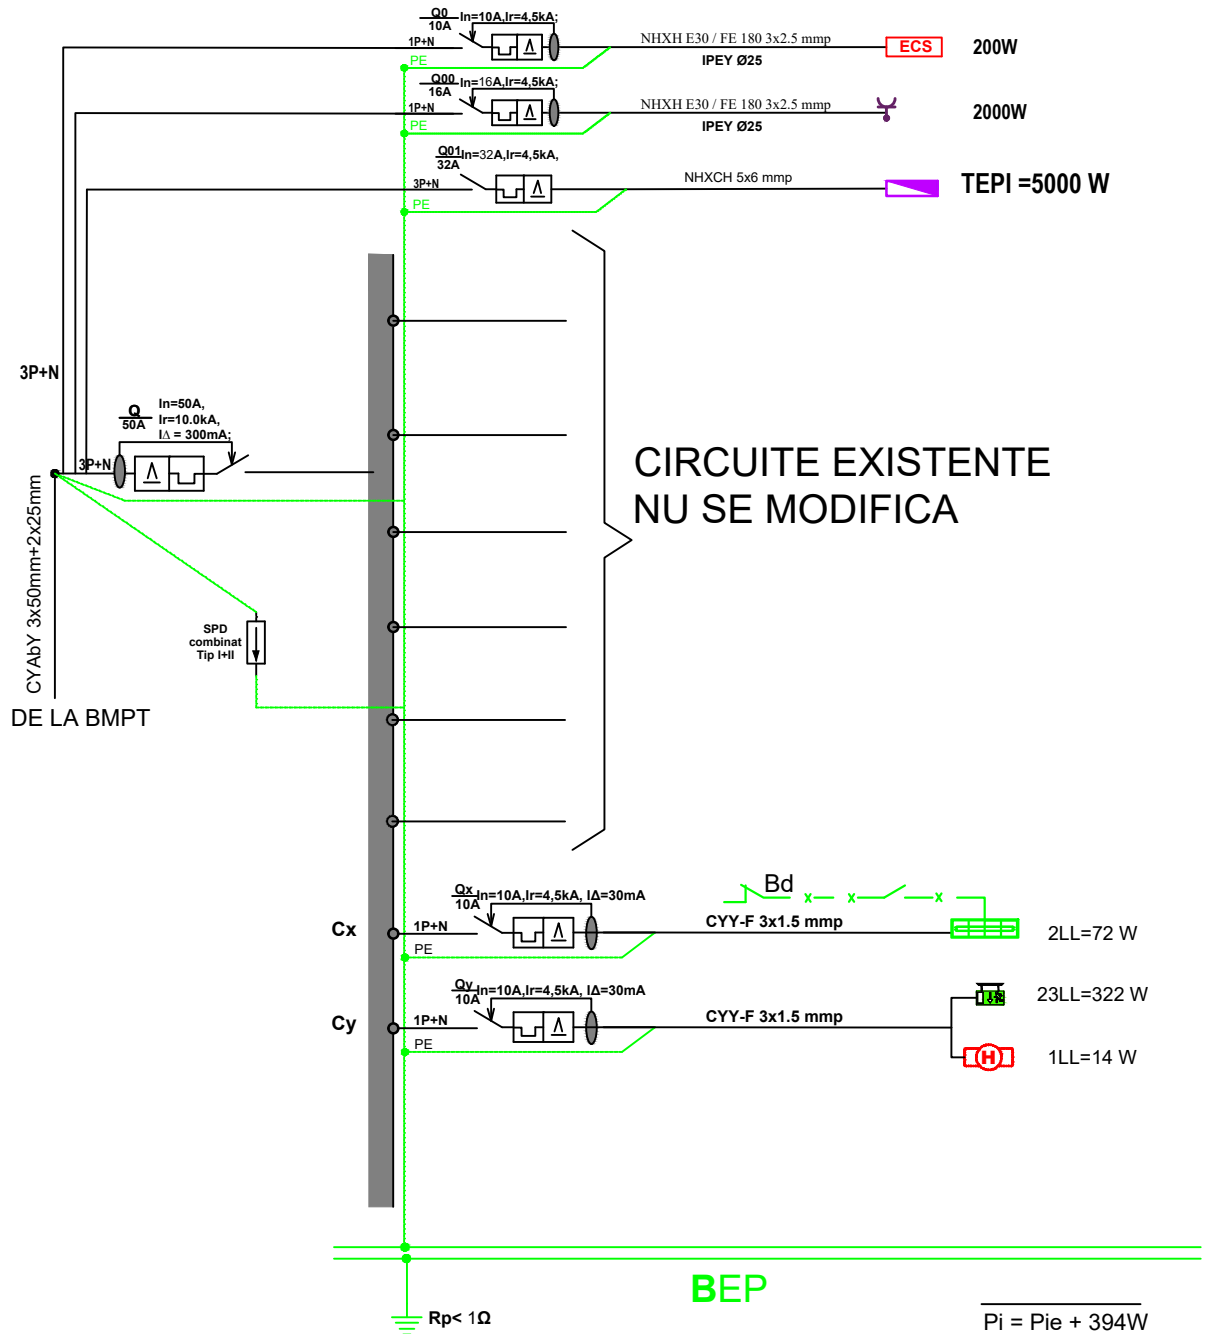 Q0 In=10A,Ir=4,5kA;
10A
1P+N
PE
NHXH E30 / FE 180 3x2.5 mmp
IPEY Ø25
ECS
200W
Q00 In=16A,Ir=4,5kA;
16A
1P+N
PE
NHXH E30 / FE 180 3x2.5 mmp
IPEY Ø25
2000W
Q01 In=32A,Ir=4,5kA,
32A
3P+N
PE
NHXCH 5x6 mmp
TEPI =5000 W
3P+N
Q
50A
In=50A,
Ir=10.0kA,
I∆ = 300mA;
3P+N
CYAbY 3x50mm+2x25mm
DE LA BMPT
SPD
combinat
Tip I+II
CIRCUITE EXISTENTE
NU SE MODIFICA
Cx
Qx In=10A,Ir=4,5kA, I∆=30mA
10A
1P+N
PE
Bd
CYY-F 3x1.5 mmp
2LL=72 W
Cy
Qy In=10A,Ir=4,5kA, I∆=30mA
10A
1P+N
PE
CYY-F 3x1.5 mmp
23LL=322 W
H
1LL=14 W
BEP
Rp< 1Ω
Pi = Pie + 394W